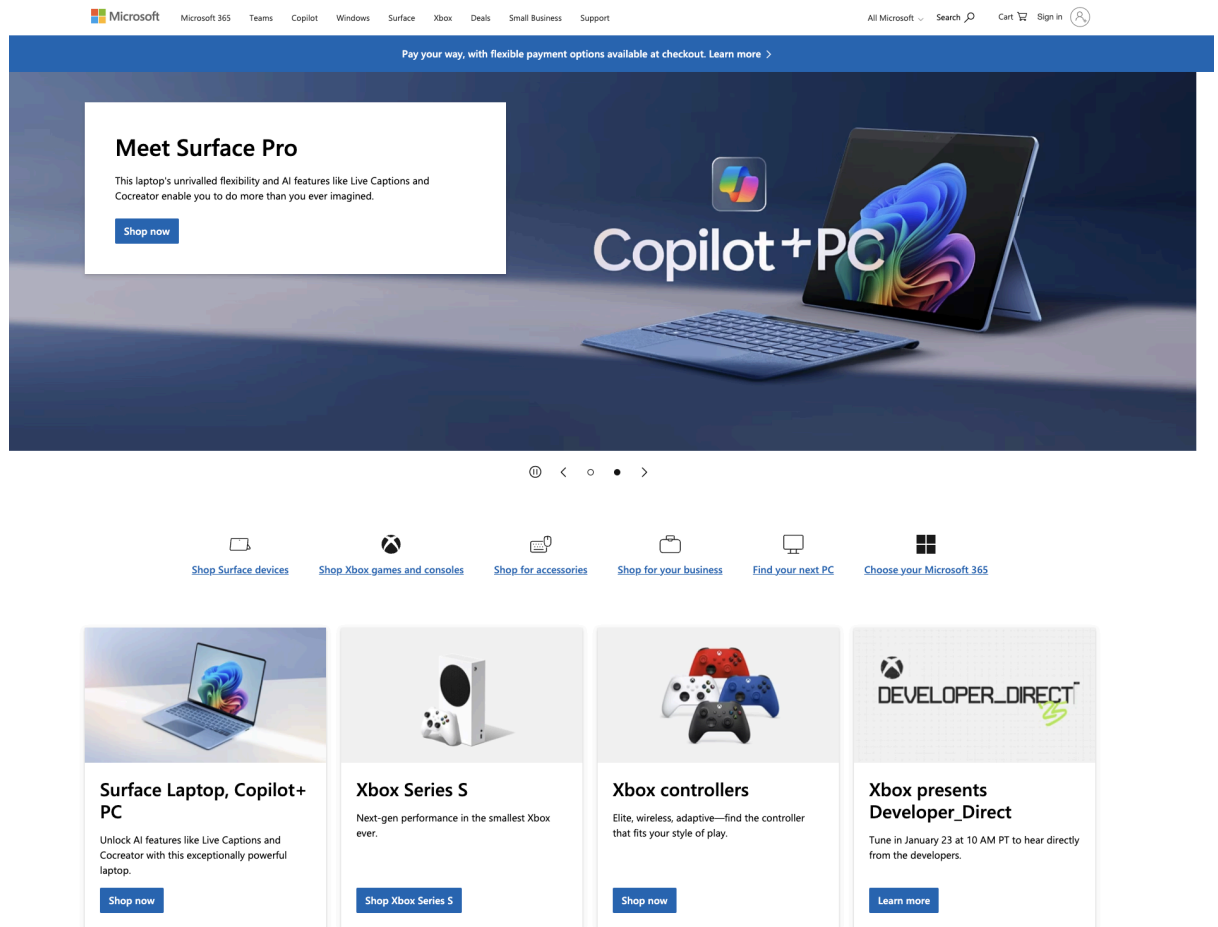 Microsoft
Microsoft 365 Teams Copilot Windows Surface Xbox Deals Small Business Support
All Microsoft Search Cart Sign in
Pay your way, with flexible payment options available at checkout. Learn more
Meet Surface Pro
This laptop's unrivalled flexibility and AI features like Live Captions and
Cocreator enable you to do more than you ever imagined.
Shop now
Copilot+PC
Shop Surface devices
Shop Xbox games and consoles
Shop for accessories
Shop for your business
Find your next PC
Choose your Microsoft 365
Surface Laptop, Copilot+
PC
Unlock AI features like Live Captions and
Cocreator with this exceptionally powerful
laptop.
Shop now
Xbox Series S
Next-gen performance in the smallest Xbox
ever.
Shop Xbox Series S
Xbox controllers
Elite, wireless, adaptive—find the controller
that fits your style of play.
Shop now
DEVELOPER_DIRECT
25
Xbox presents
Developer_Direct
Tune in January 23 at 10 AM PT to hear directly
from the developers.
Learn more